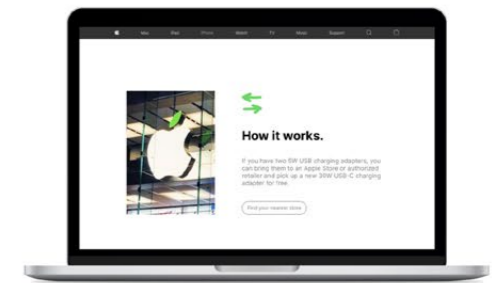 Mac iPad iPhone Watch TV Music Support
How it works.
If you have two 5W USB charging adapters, you
can bring them to an Apple Store or authorized
retailer and pick up a new 30W USB-C charging
adapter for free.
Find your nearest store